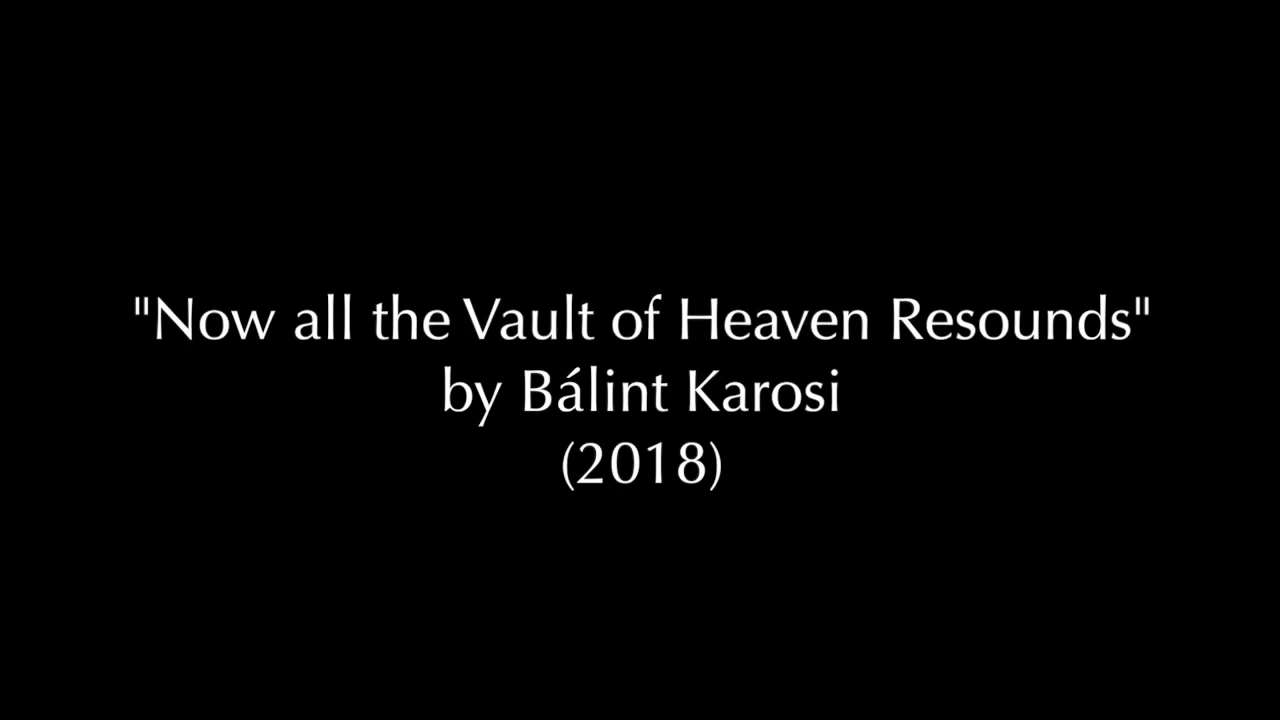 "Now all the Vault of Heaven Resounds"
by Bálint Karosi
(2018)